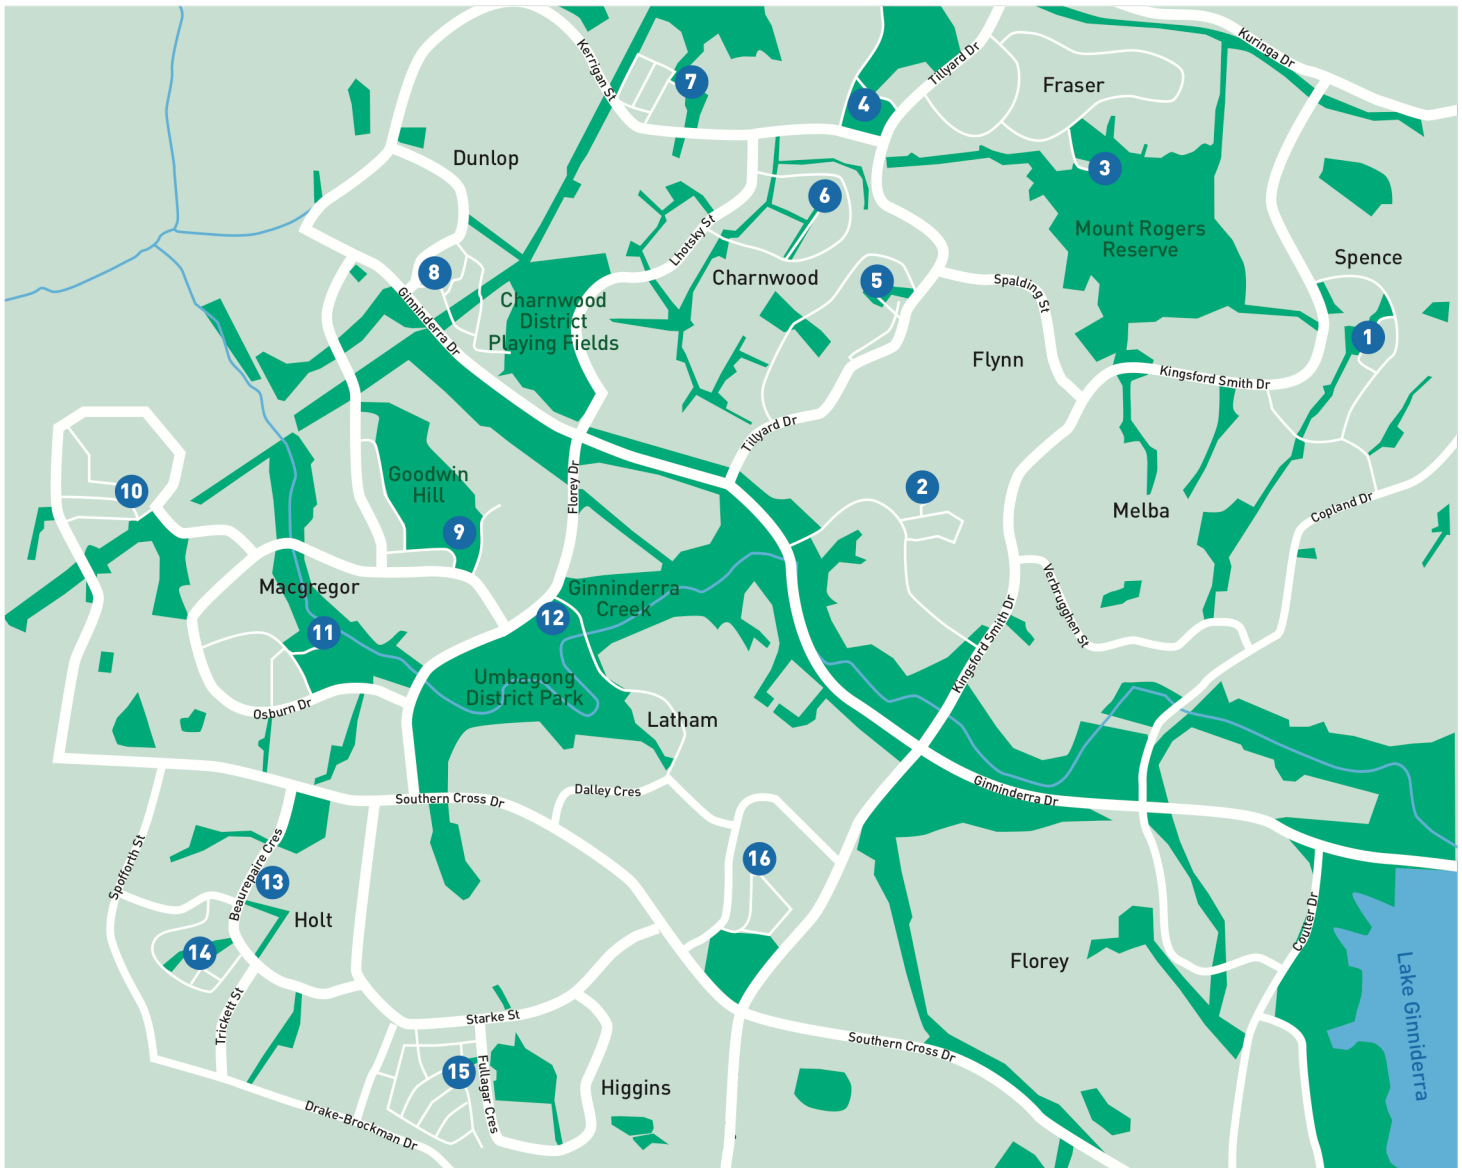 Kuringa Dr
Kerrigan St
Tillyard Dr
7
Fraser
4
Dunlop
3
6
Lhotsky St
Mount Rogers
Reserve
Spence
8
Charnwood
5
Spalding St
Ginninderra Dr
Charnwood
District
Playing Fields
1
Flynn
Kingsford Smith Dr
Tillyard Dr
Goodwin
Hill
Florey Dr
10
2
Melba
Copland Dr
9
Macgregor
Ginninderra
Creek
Verbrugghen St
12
11
Kingsford Smith Dr
Umbagong
District Park
Osburn Dr
Latham
Southern Cross Dr
Dalley Cres
Ginninderra Dr
Spofforth St
Beaurepaire Cres
16
13
Holt
Coulter Dr
14
Florey
Lake Ginniderra
Trickett St
Starke St
Southern Cross Dr
15
Fullagar Cres
Higgins
Drake-Brockman Dr